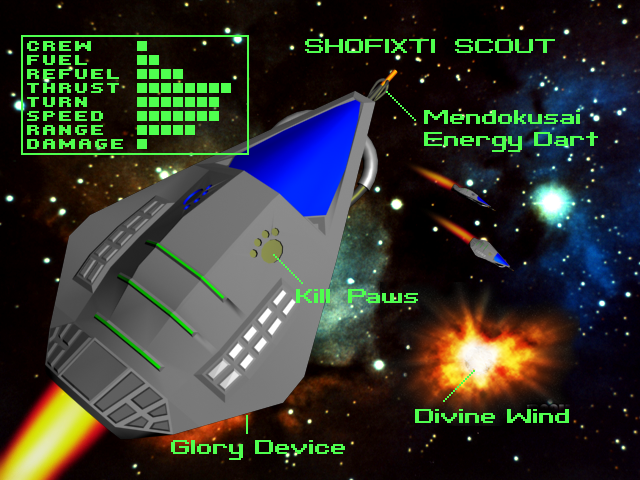 SHOFIXTI SCOUT
CREW
FUEL
REFUEL
THRUST
TURN
SPEED
RANGE
DAMAGE
Mendokusai
Energy Dart
Kill Paws
Divine Wind
Glory Device